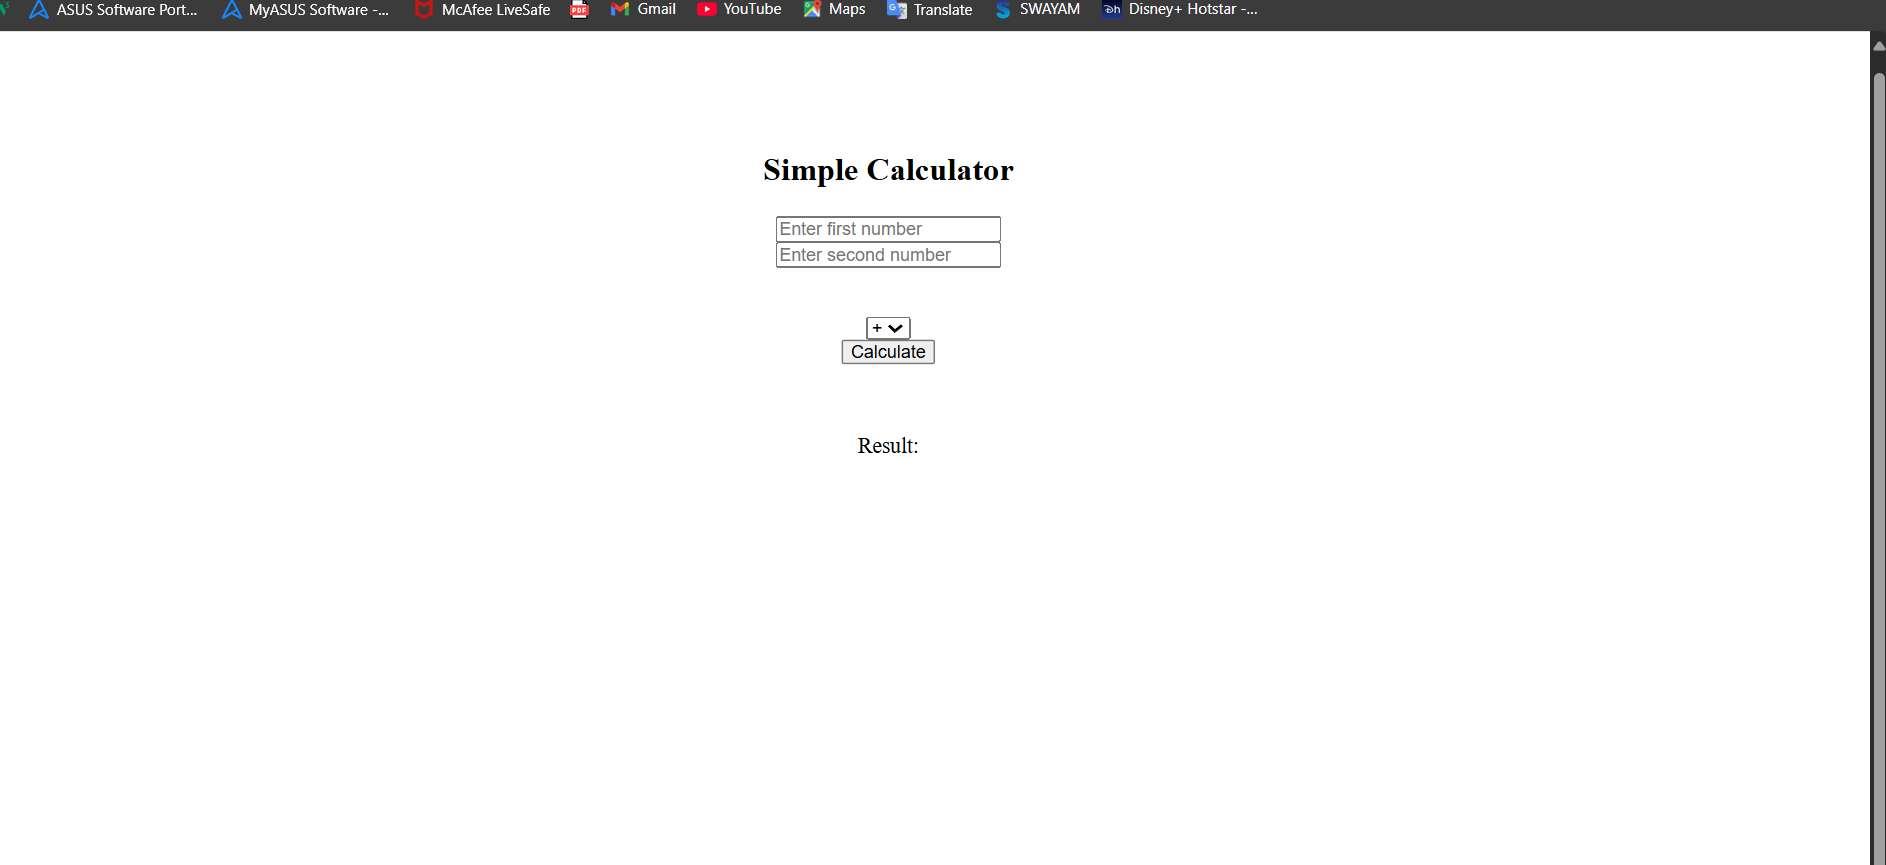 ASUS Software Port... MyASUS Software -... McAfee LiveSafe PDF Gmail YouTube Maps Translate SWAYAM Disney+ Hotstar -...
Simple Calculator
Enter first number
Enter second number
+
Calculate
Result: